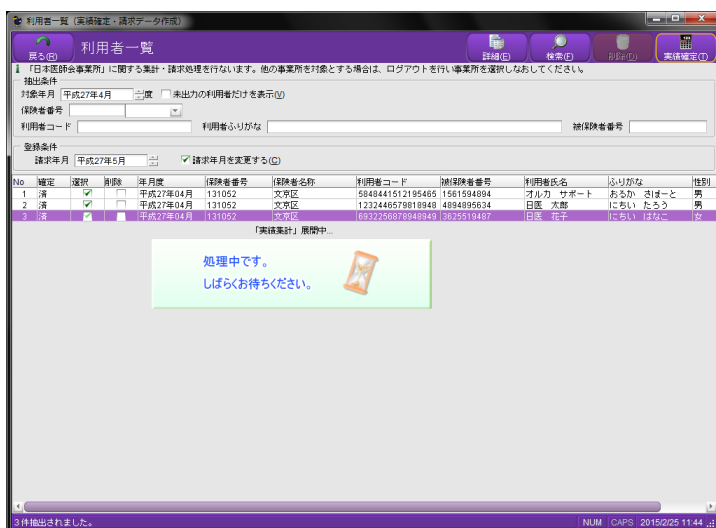 利用者一覧（実績確定・請求データ作成）
戻る(R) 利用者一覧 詳細(E) 検索(F) 削除(D) 実績確定(T)
「日本医師会事業所」に関する集計・請求処理を行ないます。他の事業所を対象とする場合は、ログアウトを行い事業所を選択しなおしてください。
抽出条件
対象年月 平成27年4月 度 未出力の利用者だけを表示(V)
保険者番号
利用者コード 利用者ふりがな 被保険者番号
登録条件
請求年月 平成27年5月 請求年月を変更する(C)
No 確定 選択 削除 年月度 保険者番号 保険者名称 利用者コード 被保険者番号 利用者氏名 ふりがな 性別
1 済 平成27年04月 131052 文京区 5848441512195465 1561594894 オルカ サポート おるか さぽーと 男
2 済 平成27年04月 131052 文京区 1232446579818948 4894895634 日医 太郎 にちい たろう 男
3 済 平成27年04月 131052 文京区 6932256878948949 3625519487 日医 花子 にちい はなこ 女
「実績集計」展開中...
処理中です。
しばらくお待ちください。
3件抽出されました。 NUM CAPS 2015/2/25 11:44